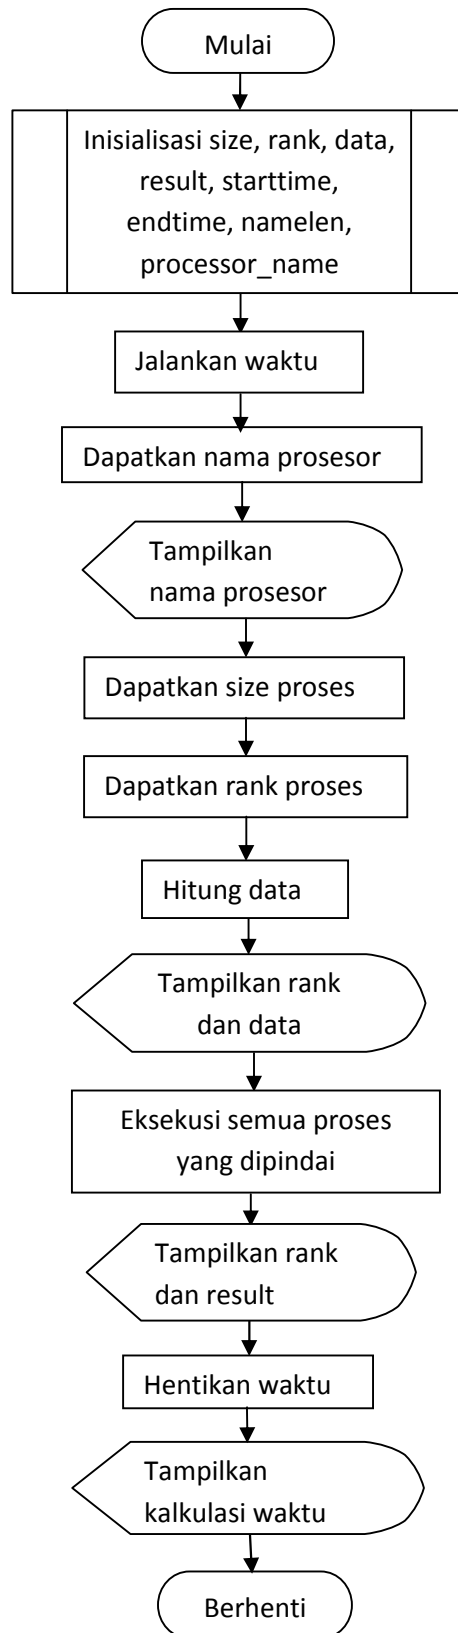 Mulai
Inisialisasi size, rank, data,
result, starttime,
endtime, namelen,
processor_name
Jalankan waktu
Dapatkan nama prosesor
Tampilkan
nama prosesor
Dapatkan size proses
Dapatkan rank proses
Hitung data
Tampilkan rank
dan data
Eksekusi semua proses
yang dipindai
Tampilkan rank
dan result
Hentikan waktu
Tampilkan
kalkulasi waktu
Berhenti